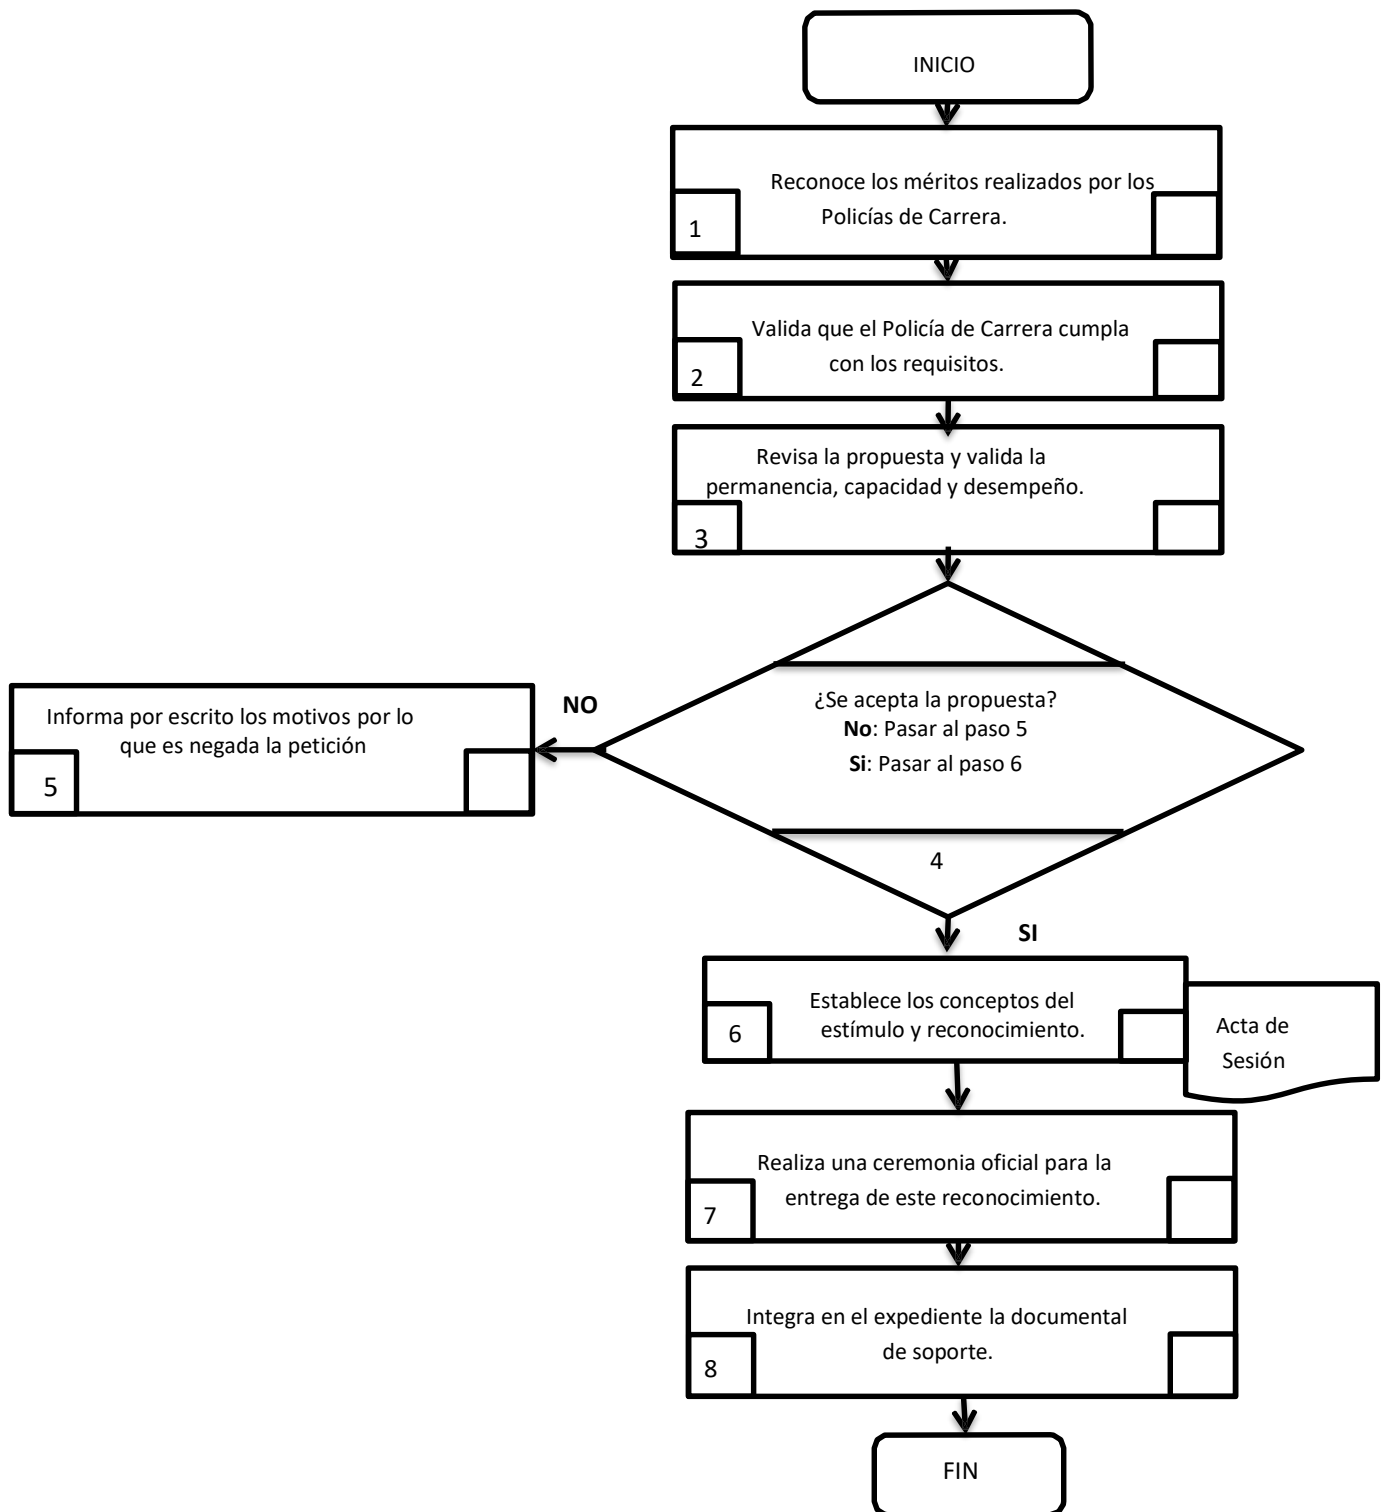 INICIO
Reconoce los méritos realizados por los
Policías de Carrera.
1
Valida que el Policía de Carrera cumpla
con los requisitos.
2
Revisa la propuesta y valida la
permanencia, capacidad y desempeño.
3
¿Se acepta la propuesta?
No: Pasar al paso 5
Si: Pasar al paso 6
4
NO
Informa por escrito los motivos por lo
que es negada la petición
5
SI
Establece los conceptos del
estímulo y reconocimiento.
6
Acta de
Sesión
Realiza una ceremonia oficial para la
entrega de este reconocimiento.
7
Integra en el expediente la documental
de soporte.
8
FIN